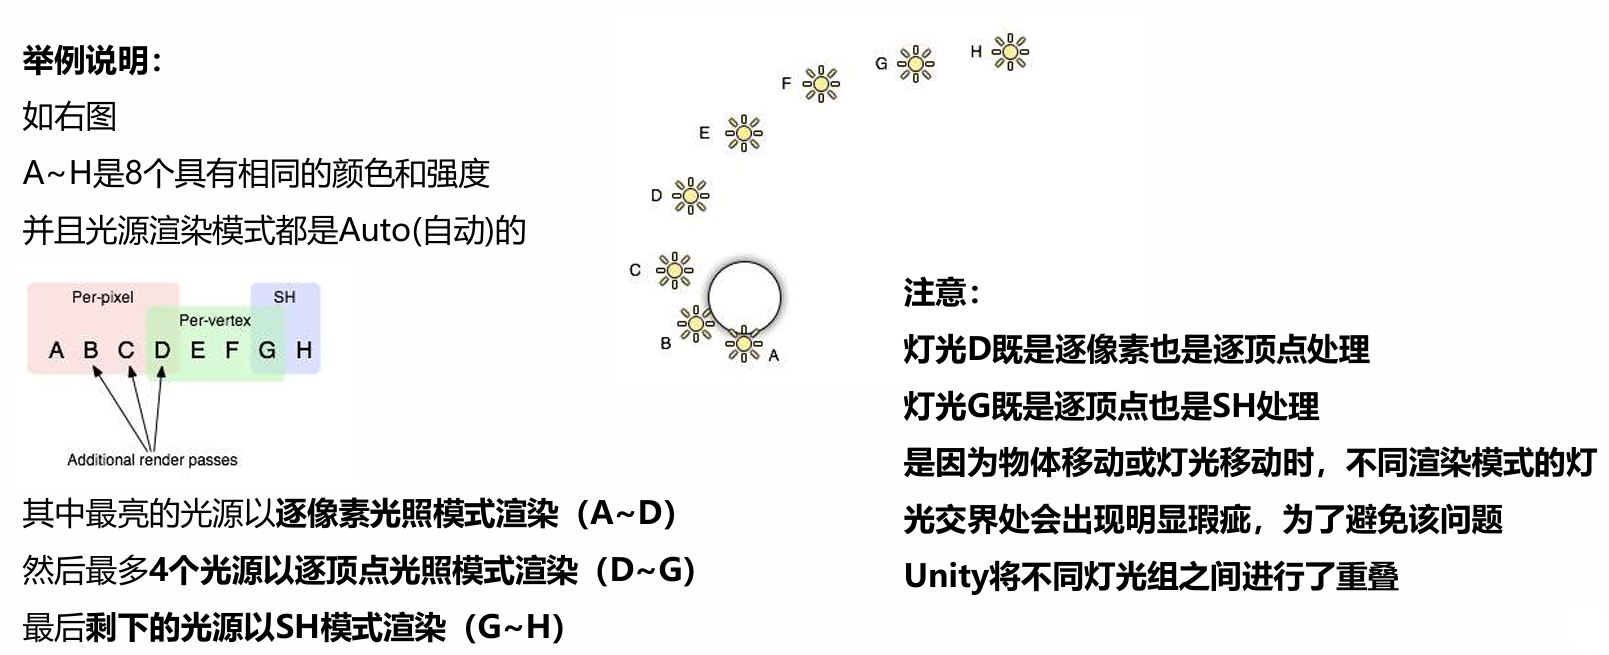 举例说明：
如右图
A~H是8个具有相同的颜色和强度
并且光源渲染模式都是Auto(自动)的
Per-pixel
SH
Per-vertex
A B C D E F G H
Additional render passes
其中最亮的光源以逐像素光照模式渲染（A~D）
然后最多4个光源以逐顶点光照模式渲染（D~G）
最后剩下的光源以SH模式渲染（G~H）
H
G
F
E
D
C
B
A
注意：
灯光D既是逐像素也是逐顶点处理
灯光G既是逐顶点也是SH处理
是因为物体移动或灯光移动时，不同渲染模式的灯
光交界处会出现明显瑕疵，为了避免该问题
Unity将不同灯光组之间进行了重叠